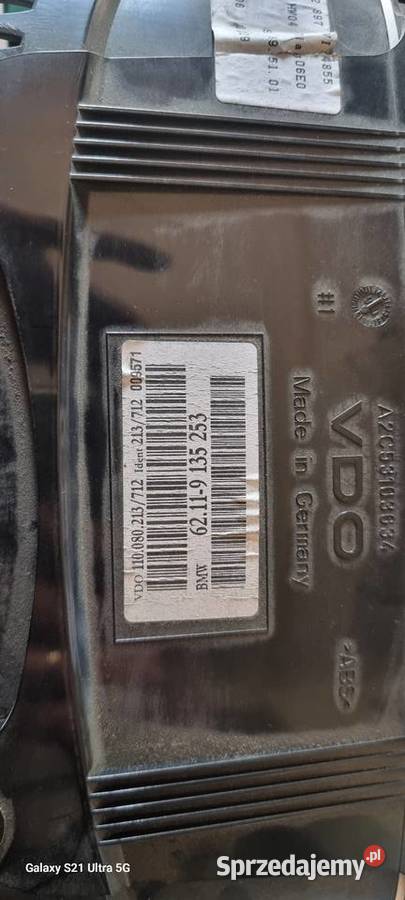 VDO 110.080.213/712 Ident 213/712 009571
BMW 62.11-9 135 253
#1
Made in Germany
VDO
A2C53103634
>ABS<
Galaxy S21 Ultra 5G
Sprzedajemy.pl